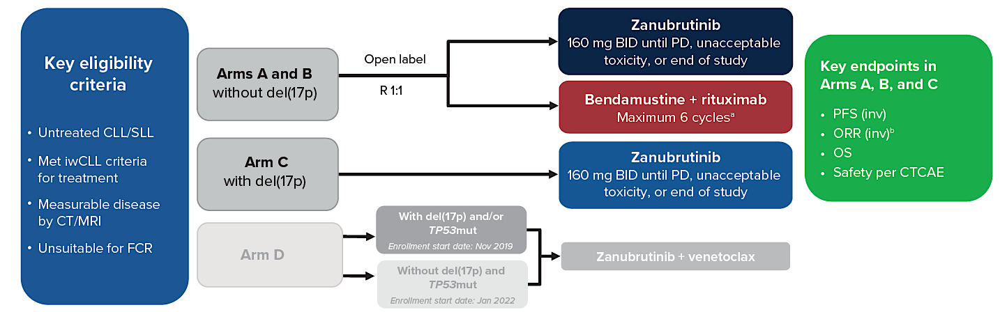 Key eligibility
criteria
• Untreated CLL/SLL
• Met iwCLL criteria
for treatment
• Measurable disease
by CT/MRI
• Unsuitable for FCR
Arms A and B
without del(17p)
Open label
R 1:1
Zanubrutinib
160 mg BID until PD, unacceptable
toxicity, or end of study
Bendamustine + rituximab
Maximum 6 cyclesᵃ
Arm C
with del(17p)
Zanubrutinib
160 mg BID until PD, unacceptable
toxicity, or end of study
Arm D
With del(17p) and/or
TP53mut
Enrollment start date: Nov 2019
Without del(17p) and
TP53mut
Enrollment start date: Jan 2022
Zanubrutinib + venetoclax
Key endpoints in
Arms A, B, and C
• PFS (inv)
• ORR (inv)ᵇ
• OS
• Safety per CTCAE